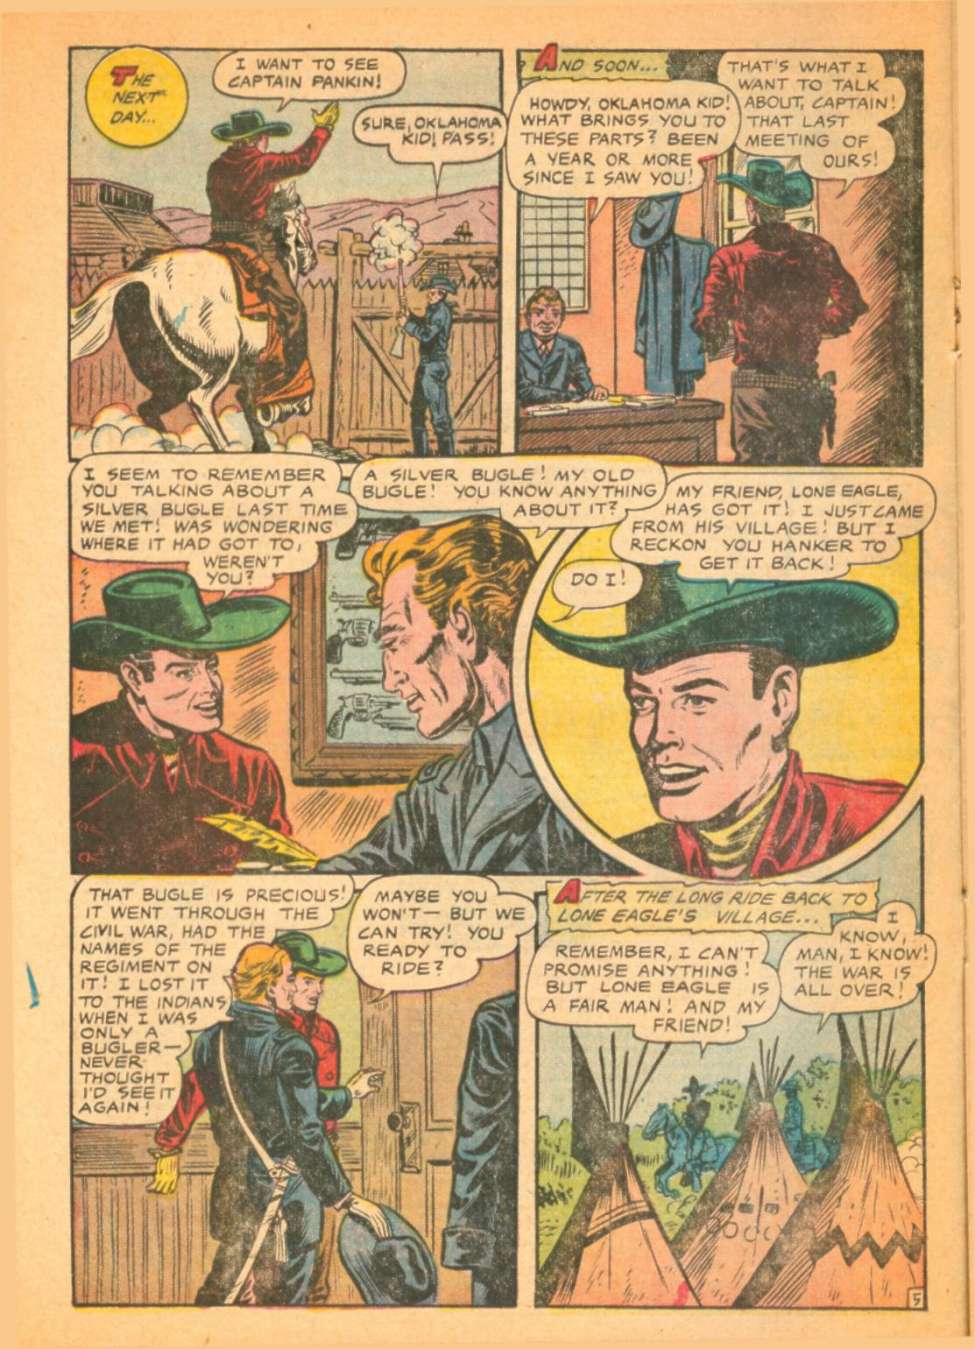 THE
NEXT
DAY...
I WANT TO SEE
CAPTAIN PANKIN!
SURE, OKLAHOMA
KID! PASS!
AND SOON...
HOWDY, OKLAHOMA KID!
WHAT BRINGS YOU TO
THESE PARTS? BEEN
A YEAR OR MORE
SINCE I SAW YOU!
THAT'S WHAT I
WANT TO TALK
ABOUT, CAPTAIN!
THAT LAST
MEETING OF
OURS!
I SEEM TO REMEMBER
YOU TALKING ABOUT A
SILVER BUGLE LAST TIME
WE MET! WAS WONDERING
WHERE IT HAD GOT TO,
WEREN'T
YOU?
A SILVER BUGLE! MY OLD
BUGLE! YOU KNOW ANYTHING
ABOUT IT?
MY FRIEND, LONE EAGLE,
HAS GOT IT! I JUST CAME
FROM HIS VILLAGE! BUT I
RECKON YOU HANKER TO
GET IT BACK!
DO I!
THAT BUGLE IS PRECIOUS!
IT WENT THROUGH THE
CIVIL WAR, HAD THE
NAMES OF THE
REGIMENT ON
IT! I LOST IT
TO THE INDIANS
WHEN I WAS
ONLY A
BUGLER—
NEVER
THOUGHT
I'D SEE IT
AGAIN!
MAYBE YOU
WON'T— BUT WE
CAN TRY! YOU
READY TO
RIDE?
AFTER THE LONG RIDE BACK TO
LONE EAGLE'S VILLAGE...
REMEMBER, I CAN'T
PROMISE ANYTHING!
BUT LONE EAGLE IS
A FAIR MAN! AND MY
FRIEND!
I
KNOW,
MAN, I KNOW!
THE WAR IS
ALL OVER!
5